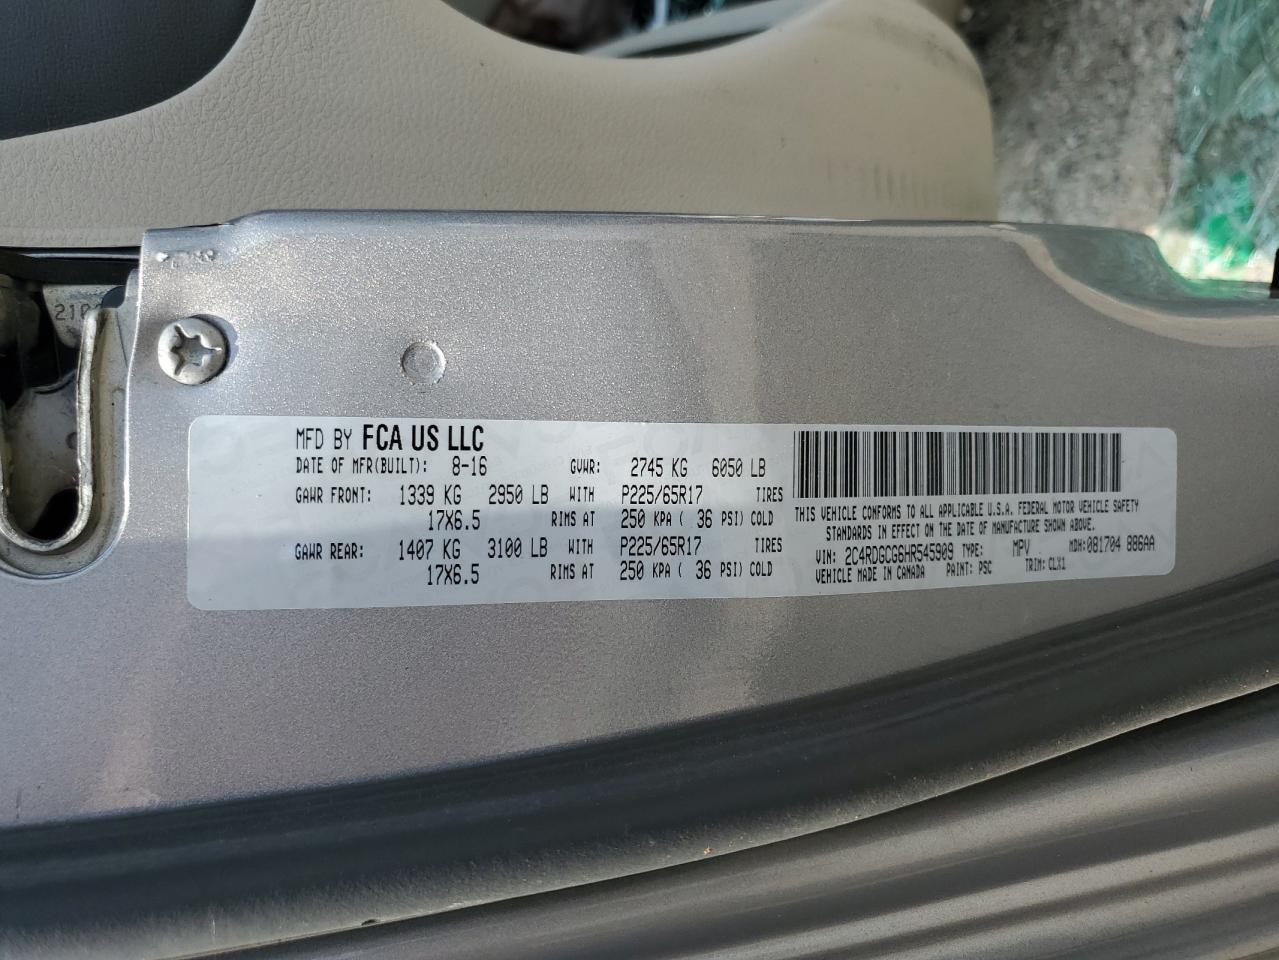 210
MFD BY FCA US LLC
DATE OF MFR(BUILT): 8-16 GVWR: 2745 KG 6050 LB
GAWR FRONT: 1339 KG 2950 LB WITH P225/65R17 TIRES
17X6.5 RIMS AT 250 KPA ( 36 PSI) COLD
GAWR REAR: 1407 KG 3100 LB WITH P225/65R17 TIRES
17X6.5 RIMS AT 250 KPA ( 36 PSI) COLD
THIS VEHICLE CONFORMS TO ALL APPLICABLE U.S.A. FEDERAL MOTOR VEHICLE SAFETY
STANDARDS IN EFFECT ON THE DATE OF MANUFACTURE SHOWN ABOVE.
VIN: 2C4RDGCG6HR545909 TYPE: MPV MDH: 081704 886AA
VEHICLE MADE IN CANADA PAINT: PSC TRIM: CLX1